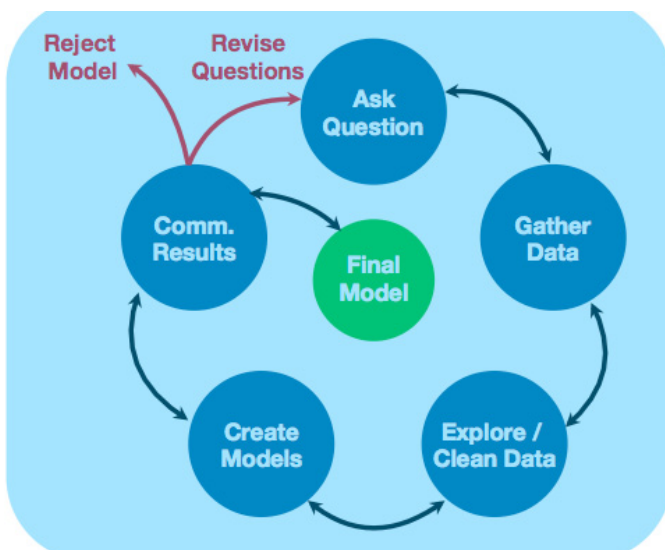 Reject
Model
Revise
Questions
Ask
Question
Gather
Data
Explore /
Clean Data
Create
Models
Comm.
Results
Final
Model